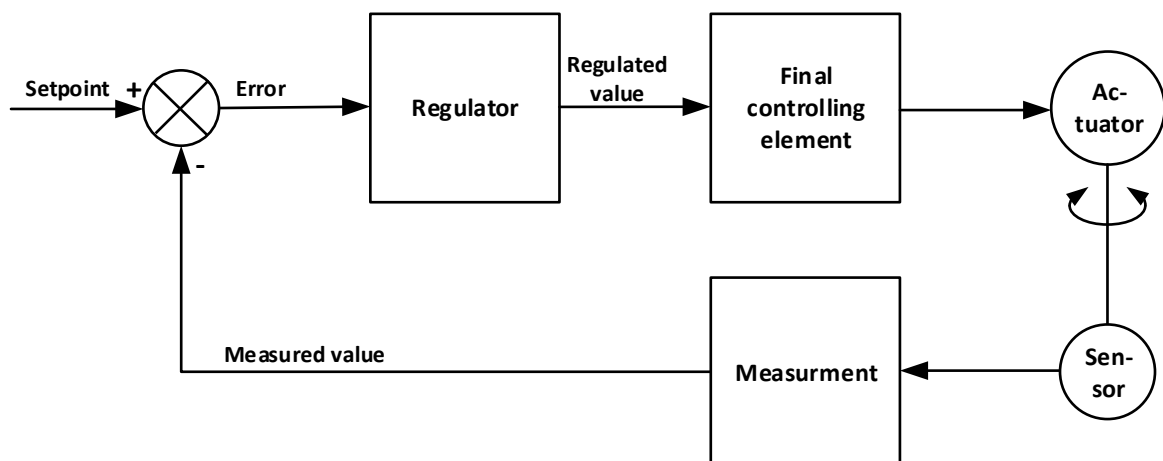 Setpoint
+
-
Error
Regulator
Regulated
value
Final
controlling
element
Ac-
tuator
Measured value
Measurment
Sen-
sor